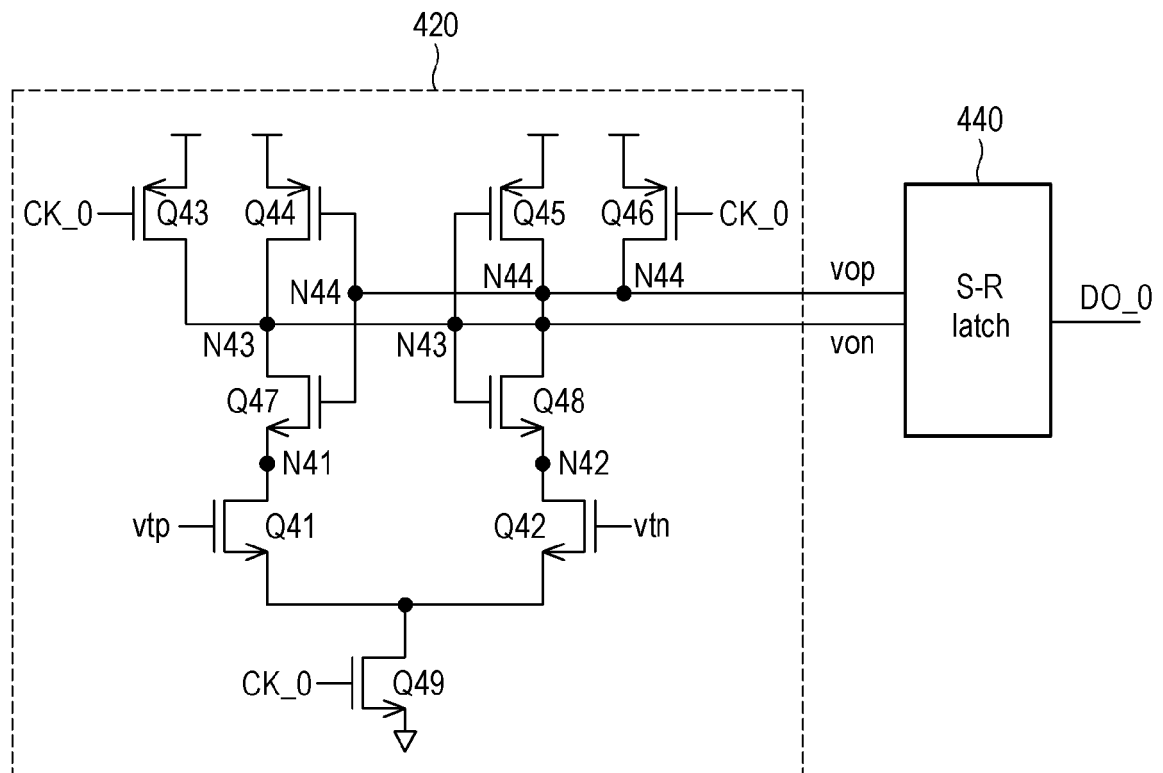 420
440
CK_0
Q43
Q44
Q45
Q46
CK_0
N44
N44
N44
vop
S-R
latch
DO_0
N43
N43
von
Q47
Q48
N41
N42
vtp
Q41
Q42
vtn
CK_0
Q49